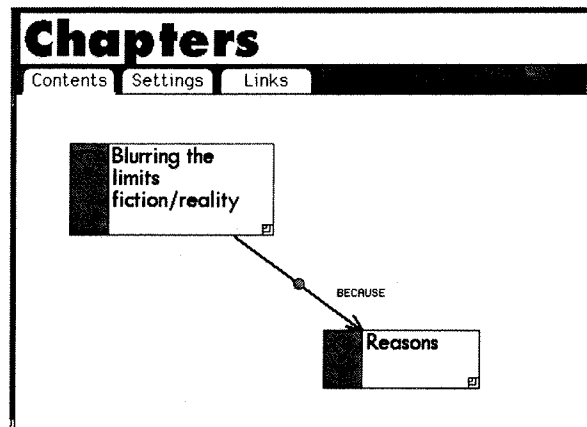 Chapters
Contents Settings Links
Blurring the
limits
fiction/reality
BECAUSE
Reasons